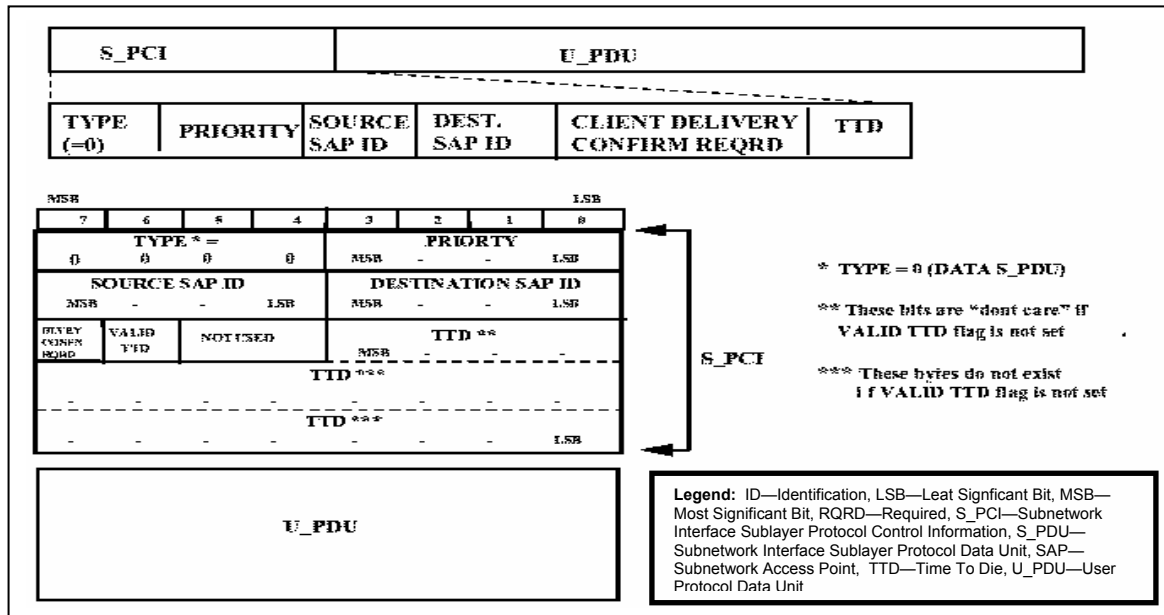 S_PCI U_PDU
TYPE (=0) PRIORITY SOURCE SAP ID DEST. SAP ID CLIENT DELIVERY CONFIRM REQRD TTD
MSB LSB
7 6 5 4 3 2 1 0
TYPE * = PRIORTY
0 0 0 0 MSB - - LSB
SOURCE SAP ID DESTINATION SAP ID
MSB - - LSB MSB - - LSB
RQRD VALID TTD NOT USED TTD **
MSB - - -
TTD ***
- - - - - - - -
TTD ***
- - - - - - - LSB
S_PCI
* TYPE = 0 (DATA S_PDU)
** These bits are "dont care" if
VALID TTD flag is not set
*** These bytes do not exist
if VALID TTD flag is not set
U_PDU
Legend: ID—Identification, LSB—Leat Signficant Bit, MSB—
Most Significant Bit, RQRD—Required, S_PCI—Subnetwork
Interface Sublayer Protocol Control Information, S_PDU—
Subnetwork Interface Sublayer Protocol Data Unit, SAP—
Subnetwork Access Point, TTD—Time To Die, U_PDU—User
Protocol Data Unit